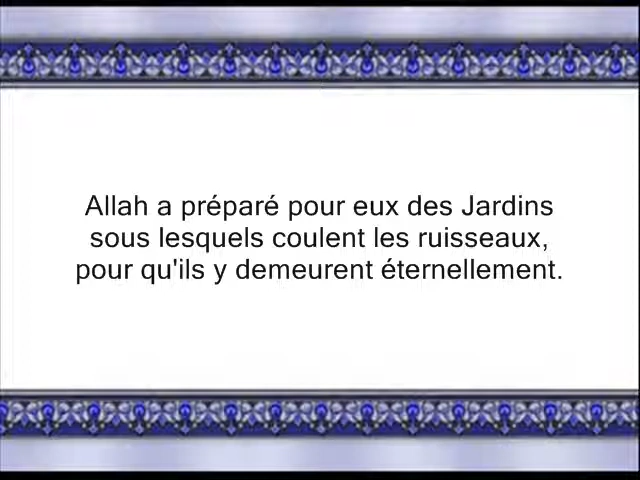 Allah a préparé pour eux des Jardins
sous lesquels coulent les ruisseaux,
pour qu'ils y demeurent éternellement.